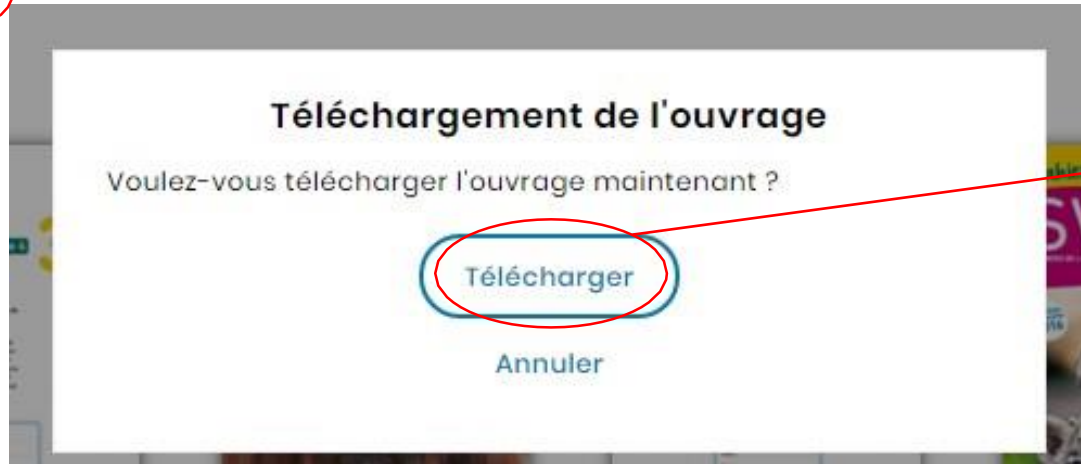 Téléchargement de l'ouvrage
Voulez-vous télécharger l'ouvrage maintenant ?
Télécharger
Annuler